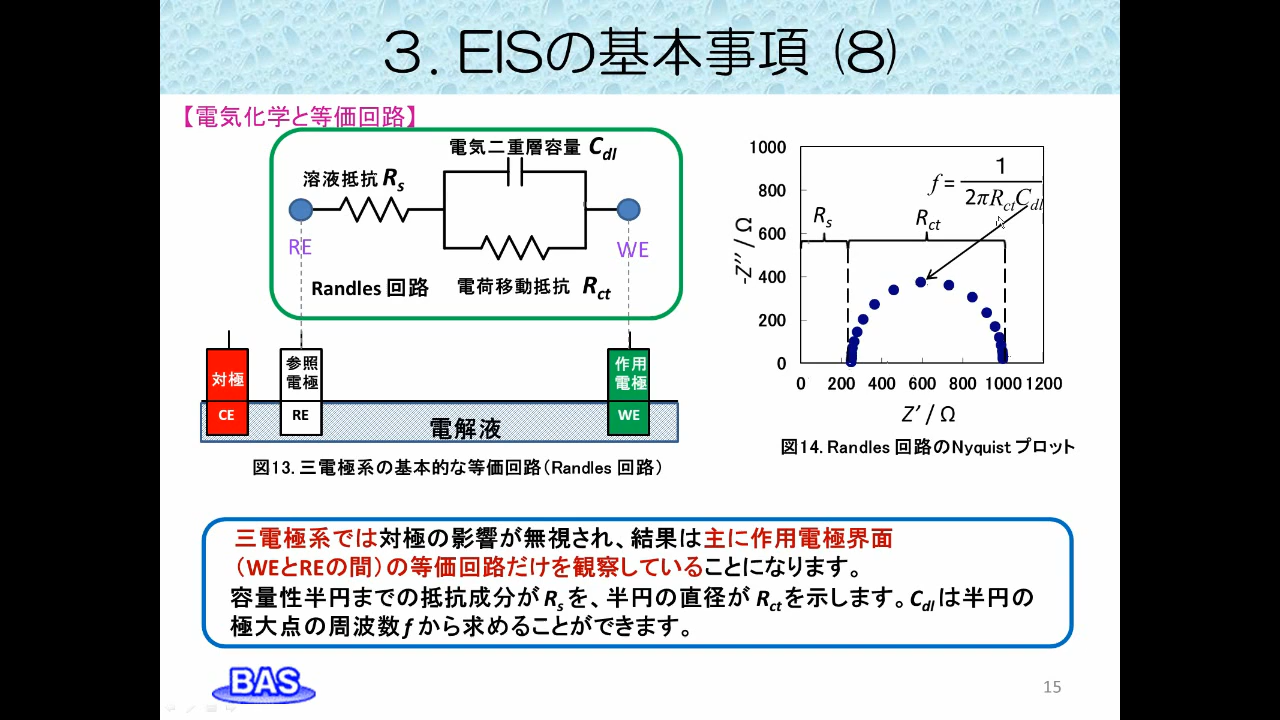 ３. EISの基本事項 (8)
【電気化学と等価回路】
電気二重層容量 Cdl
溶液抵抗 Rs
RE
WE
Randles 回路
電荷移動抵抗 Rct
対極
CE
参照
電極
RE
作用
電極
WE
電解液
図13. 三電極系の基本的な等価回路（Randles 回路）
1000
800
600
400
200
0
-Z″ / Ω
Rs
Rct
f = 1
2πRctCdl
0 200 400 600 800 1000 1200
Z′ / Ω
図14. Randles 回路のNyquist プロット
三電極系では対極の影響が無視され、結果は主に作用電極界面
（WEとREの間）の等価回路だけを観察していることになります。
容量性半円までの抵抗成分が Rs を、半円の直径が Rct を示します。Cdl は半円の
極大点の周波数 f から求めることができます。
BAS
15